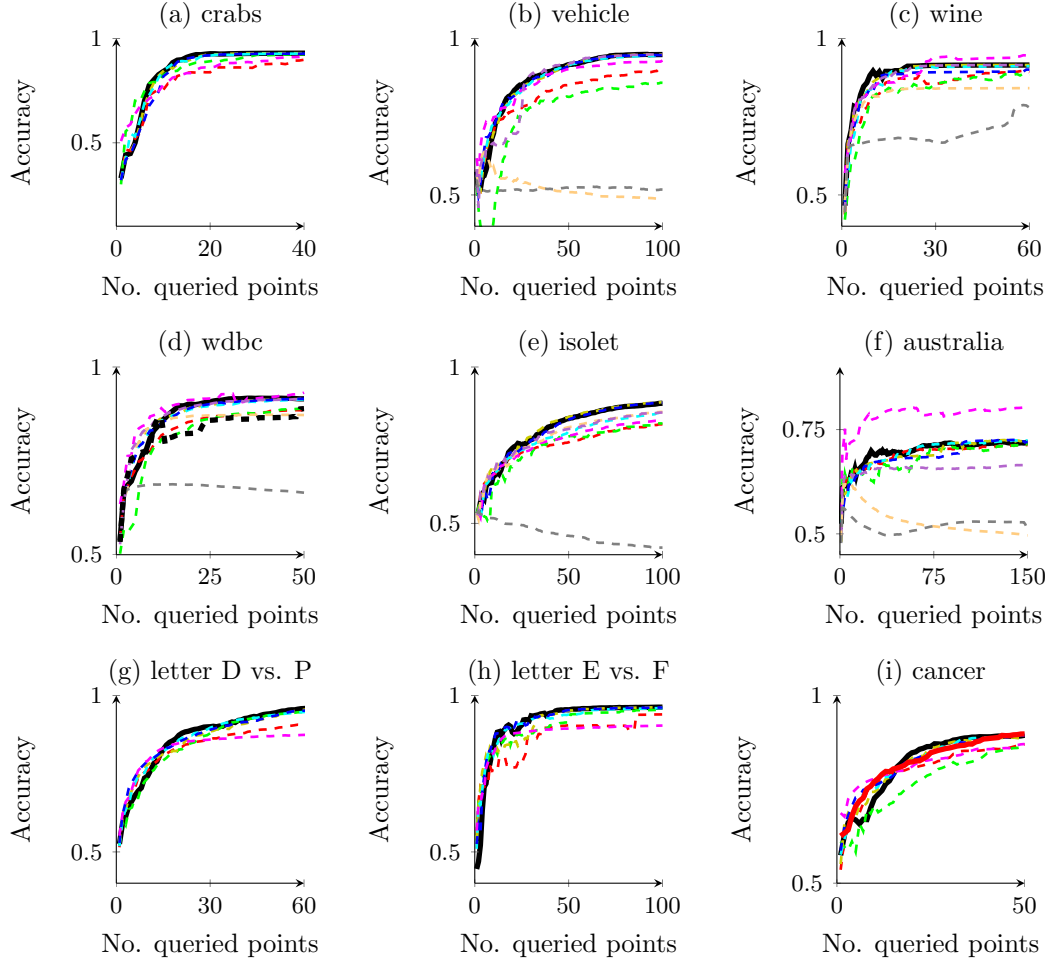 (a) crabs
(b) vehicle
(c) wine
1
0.5
Accuracy
0 20 40
No. queried points
1
0.5
Accuracy
0 50 100
No. queried points
1
0.5
Accuracy
0 30 60
No. queried points
(d) wdbc
(e) isolet
(f) australia
1
0.5
Accuracy
0 25 50
No. queried points
1
0.5
Accuracy
0 50 100
No. queried points
0.75
0.5
Accuracy
0 75 150
No. queried points
(g) letter D vs. P
(h) letter E vs. F
(i) cancer
1
0.5
Accuracy
0 30 60
No. queried points
1
0.5
Accuracy
0 50 100
No. queried points
1
0.5
Accuracy
0 50
No. queried points